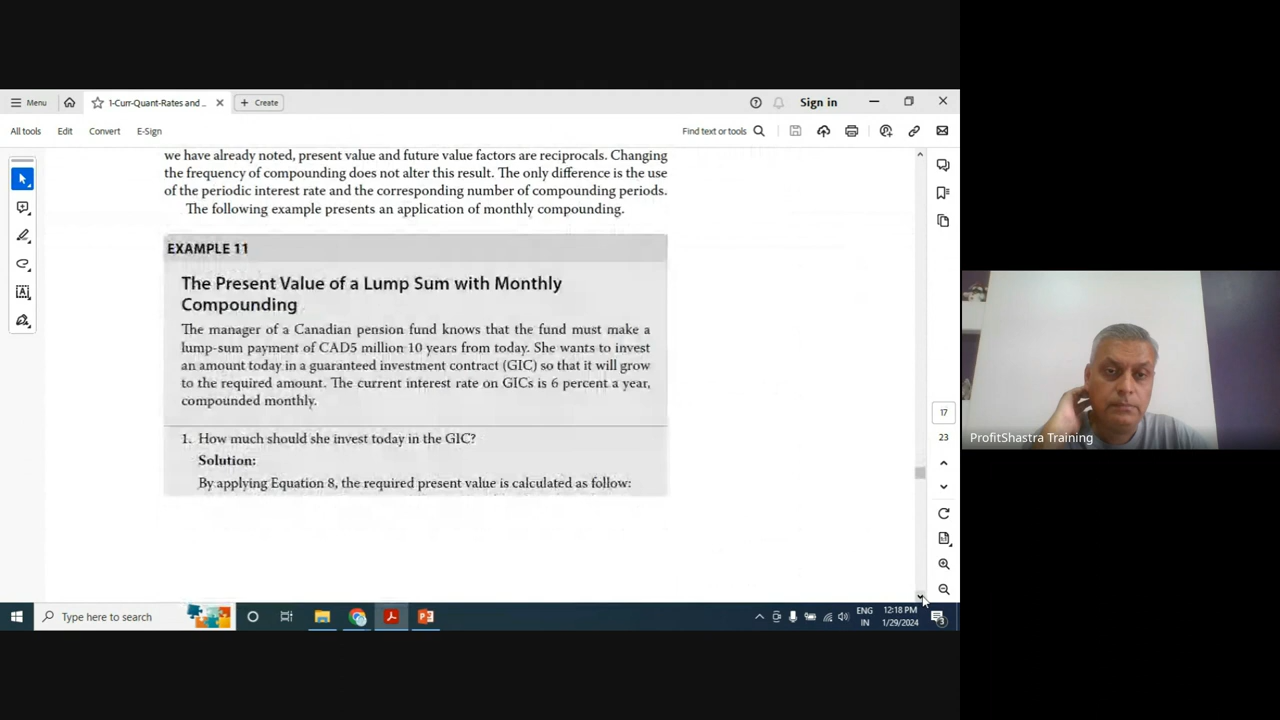 Menu
1-Curr-Quant-Rates and ..
Create
Sign in
All tools
Edit
Convert
E-Sign
Find text or tools
we have already noted, present value and future value factors are reciprocals. Changing
the frequency of compounding does not alter this result. The only difference is the use
of the periodic interest rate and the corresponding number of compounding periods.
The following example presents an application of monthly compounding.
EXAMPLE 11
The Present Value of a Lump Sum with Monthly
Compounding
The manager of a Canadian pension fund knows that the fund must make a
lump-sum payment of CAD5 million 10 years from today. She wants to invest
an amount today in a guaranteed investment contract (GIC) so that it will grow
to the required amount. The current interest rate on GICs is 6 percent a year,
compounded monthly.
1. How much should she invest today in the GIC?
Solution:
By applying Equation 8, the required present value is calculated as follow:
17
23
ProfitShastra Training
Type here to search
ENG
IN
12:18 PM
1/29/2024
3